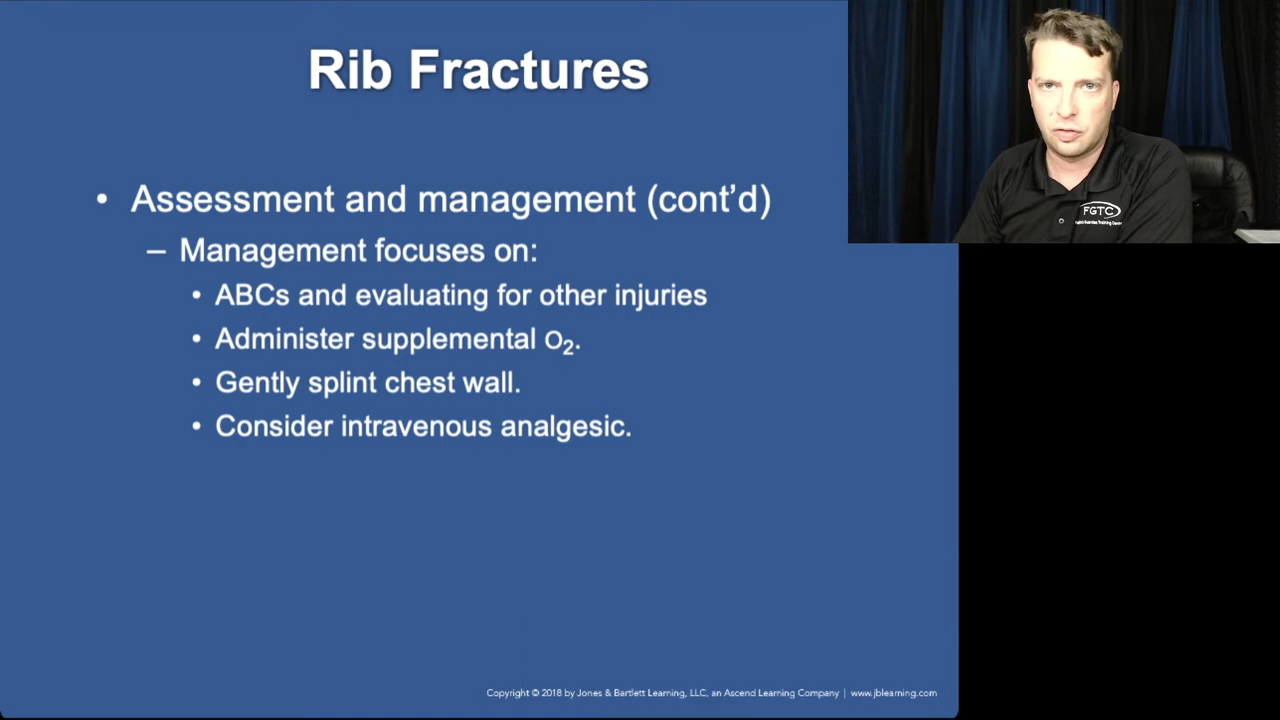 Rib Fractures
• Assessment and management (cont'd)
– Management focuses on:
• ABCs and evaluating for other injuries
• Administer supplemental O₂.
• Gently splint chest wall.
• Consider intravenous analgesic.
FGTC
Training Center
Copyright © 2018 by Jones & Bartlett Learning, LLC, an Ascend Learning Company | www.jblearning.com